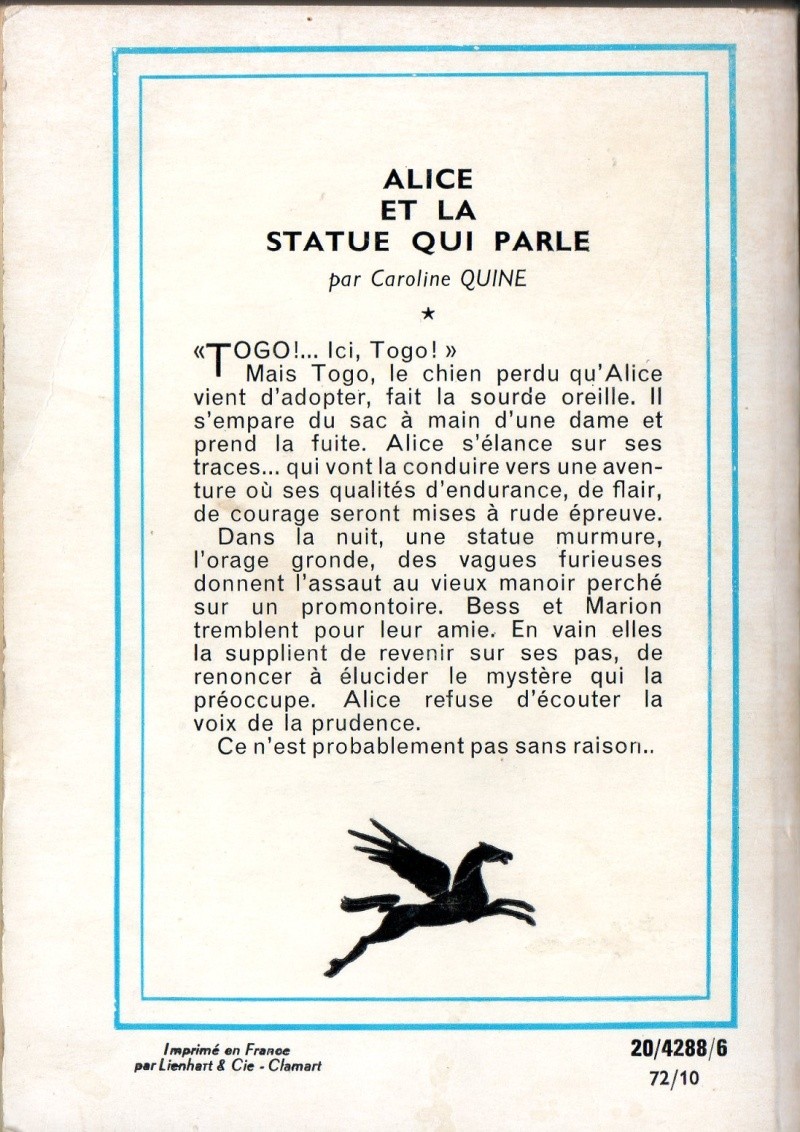 ALICE
ET LA
STATUE QUI PARLE
par Caroline QUINE
★
«TOGO!... Ici, Togo! »
Mais Togo, le chien perdu qu'Alice
vient d'adopter, fait la sourde oreille. Il
s'empare du sac à main d'une dame et
prend la fuite. Alice s'élance sur ses
traces... qui vont la conduire vers une aven-
ture où ses qualités d'endurance, de flair,
de courage seront mises à rude épreuve.
Dans la nuit, une statue murmure,
l'orage gronde, des vagues furieuses
donnent l'assaut au vieux manoir perché
sur un promontoire. Bess et Marion
tremblent pour leur amie. En vain elles
la supplient de revenir sur ses pas, de
renoncer à élucider le mystère qui la
préoccupe. Alice refuse d'écouter la
voix de la prudence.
Ce n'est probablement pas sans raison..
Imprimé en France
par Lienhart & Cie - Clamart
20/4288/6
72/10